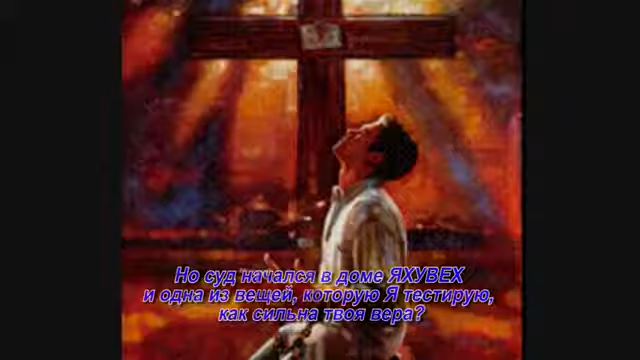 Но суд начался в доме ЯХУВЕХ
и одна из вещей, которую Я тестирую,
как сильна твоя вера?